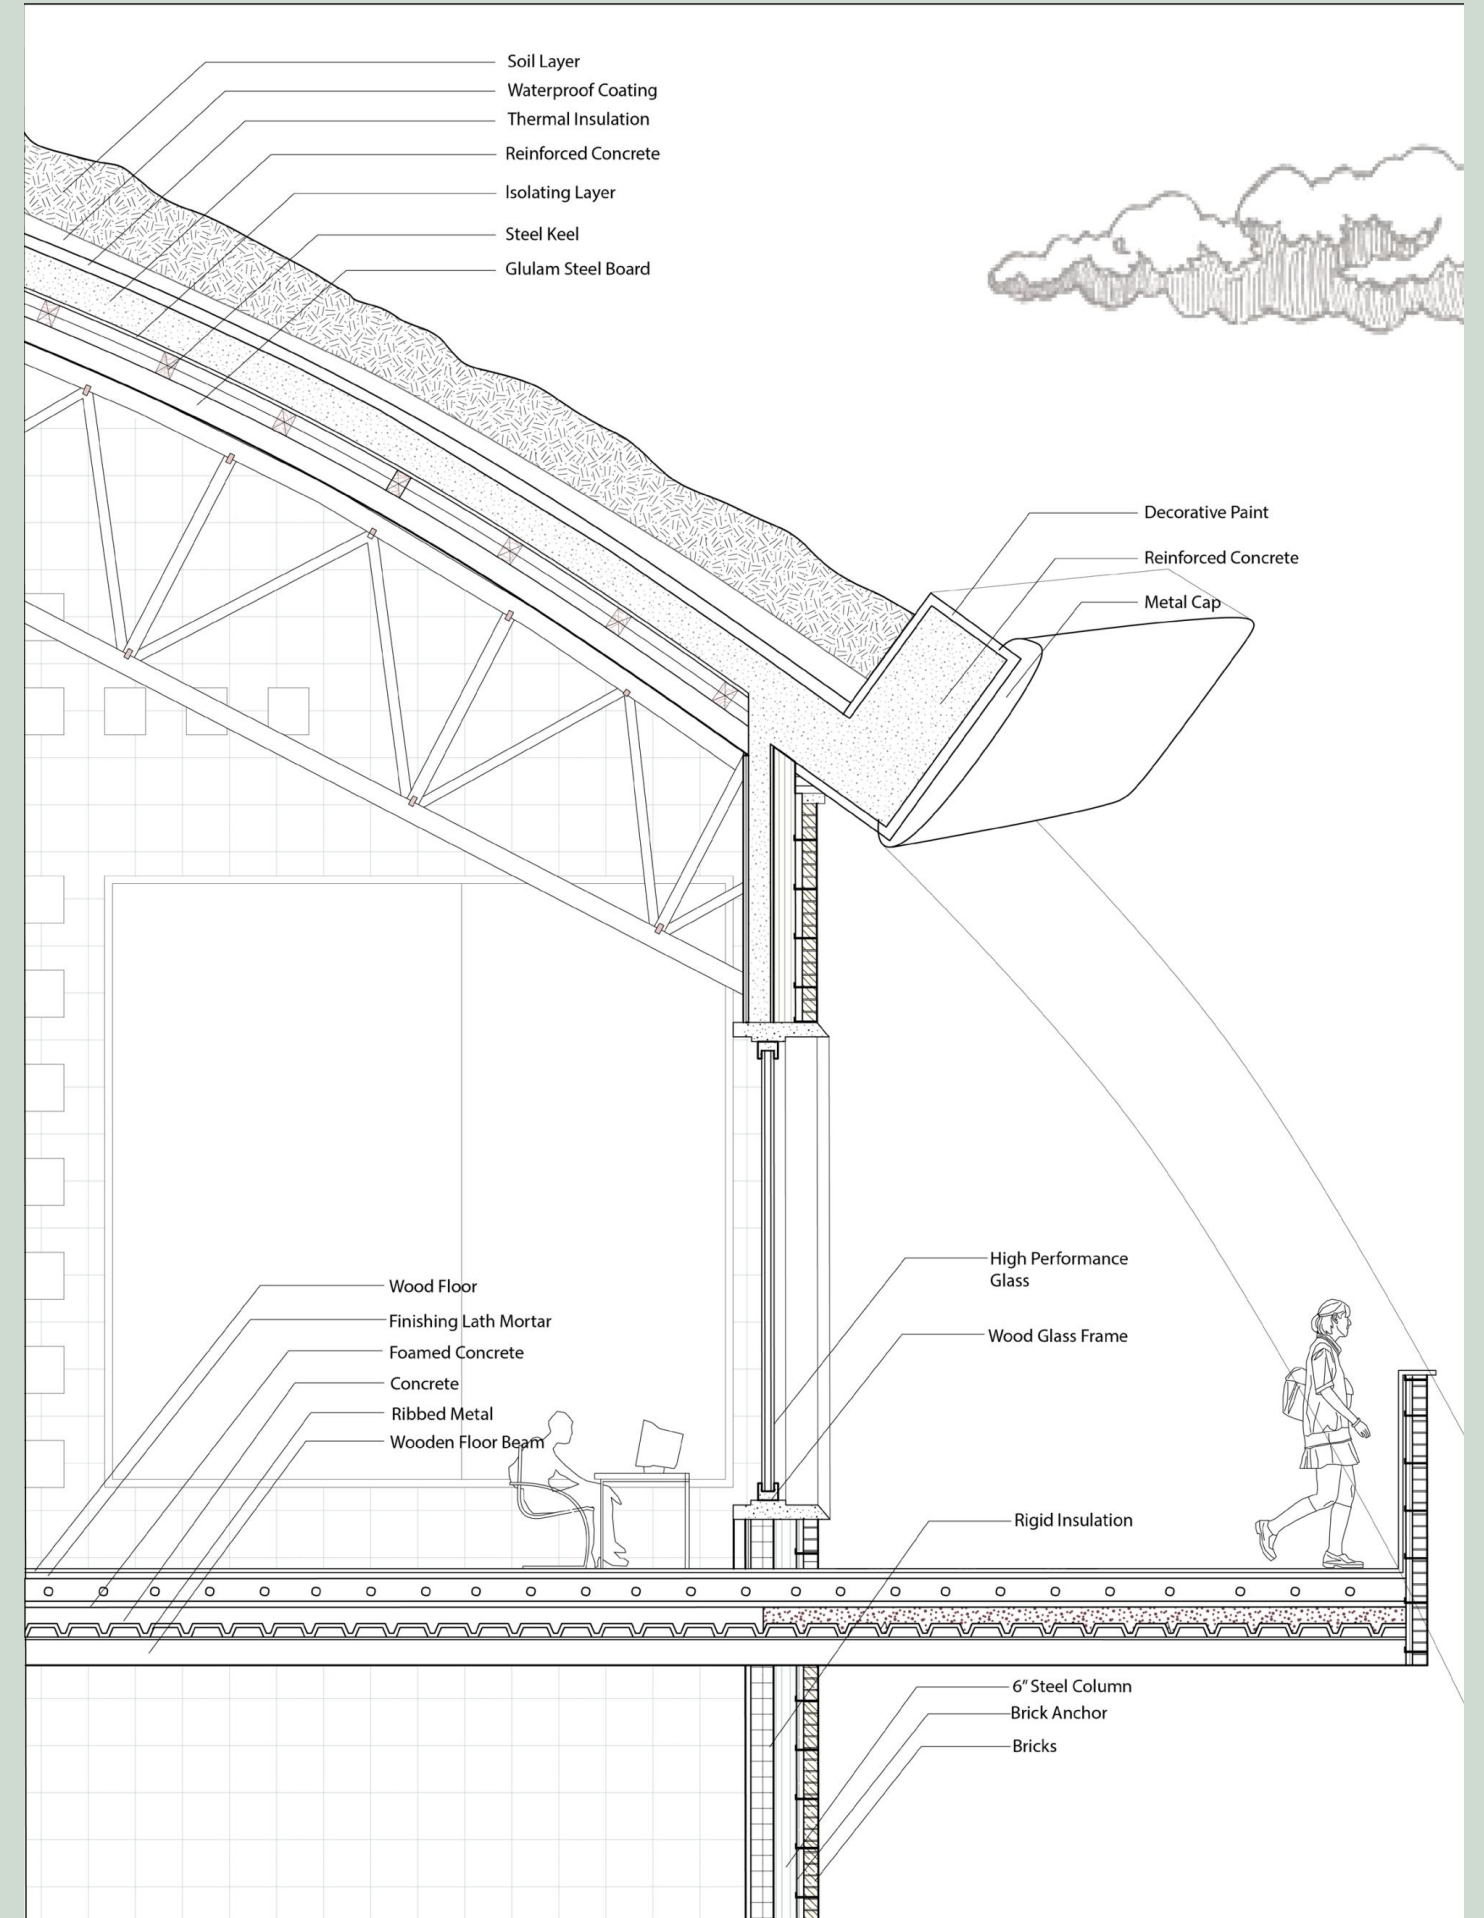 Soil Layer
Waterproof Coating
Thermal Insulation
Reinforced Concrete
Isolating Layer
Steel Keel
Glulam Steel Board
Decorative Paint
Reinforced Concrete
Metal Cap
High Performance
Glass
Wood Glass Frame
Wood Floor
Finishing Lath Mortar
Foamed Concrete
Concrete
Ribbed Metal
Wooden Floor Beam
Rigid Insulation
6” Steel Column
Brick Anchor
Bricks